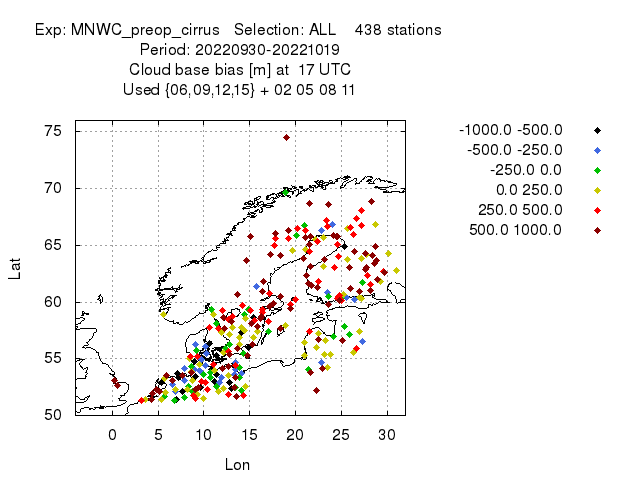 Exp: MNWC_preop_cirrus   Selection: ALL    438 stations
Period: 20220930-20221019
Cloud base bias [m] at  17 UTC
Used {06,09,12,15} + 02 05 08 11
-1000.0 -500.0
-500.0 -250.0
-250.0 0.0
0.0 250.0
250.0 500.0
500.0 1000.0
75
70
65
60
55
50
Lat
0 5 10 15 20 25 30
Lon